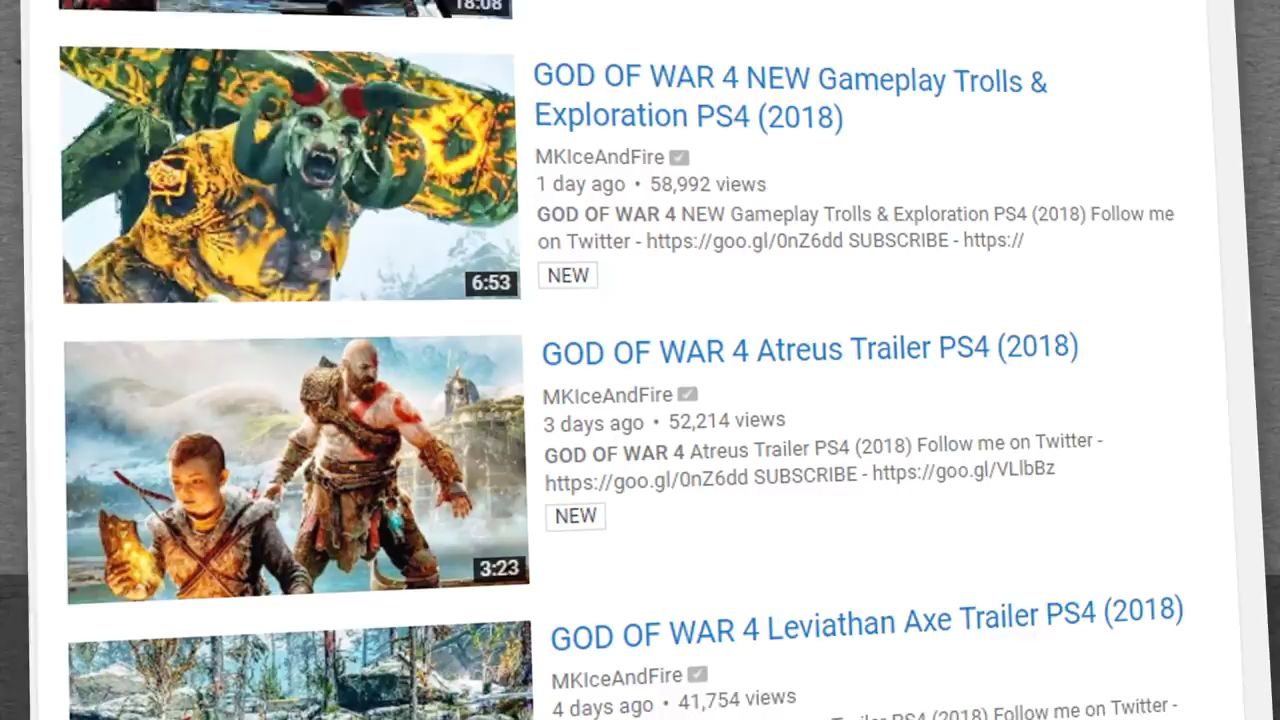 18:08
GOD OF WAR 4 NEW Gameplay Trolls &
Exploration PS4 (2018)
MKIceAndFire
1 day ago • 58,992 views
GOD OF WAR 4 NEW Gameplay Trolls & Exploration PS4 (2018) Follow me
on Twitter - https://goo.gl/0nZ6dd SUBSCRIBE - https://
NEW
6:53
GOD OF WAR 4 Atreus Trailer PS4 (2018)
MKIceAndFire
3 days ago • 52,214 views
GOD OF WAR 4 Atreus Trailer PS4 (2018) Follow me on Twitter -
https://goo.gl/0nZ6dd SUBSCRIBE - https://goo.gl/VLlbBz
NEW
3:23
GOD OF WAR 4 Leviathan Axe Trailer PS4 (2018)
MKIceAndFire
4 days ago • 41,754 views
Trailer PS4 (2018) Follow me on Twitter -